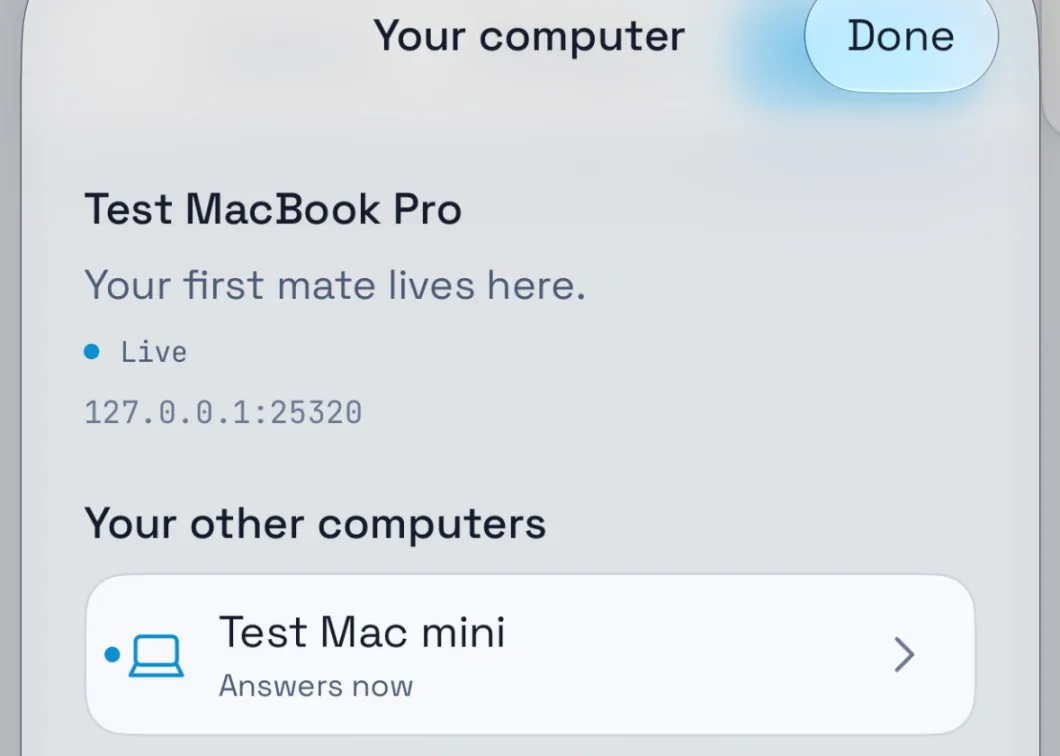 Your computer
Done
Test MacBook Pro
Your first mate lives here.
Live
127.0.0.1:25320
Your other computers
Test Mac mini
Answers now